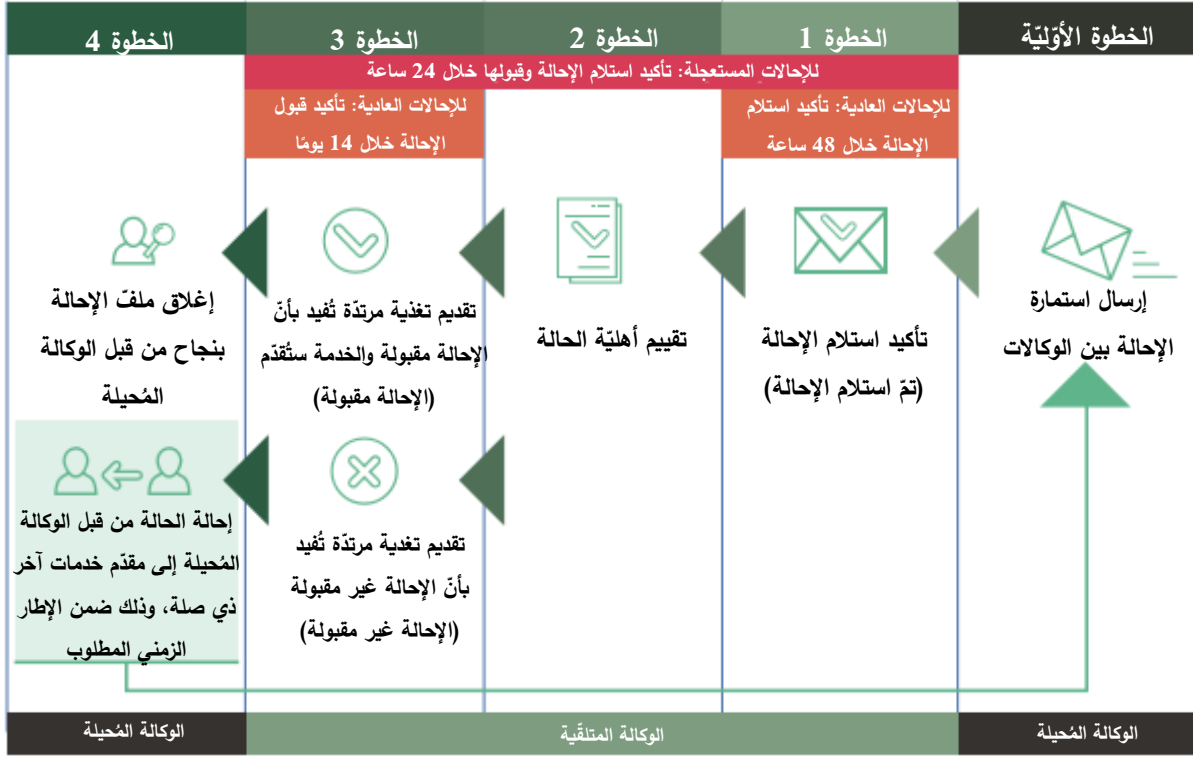 الخطوة الأوّليّة
الخطوة 1
الخطوة 2
الخطوة 3
الخطوة 4
للإحالات المستعجلة: تأكيد استلام الإحالة وقبولها خلال 24 ساعة
للإحالات العادية: تأكيد استلام
الإحالة خلال 48 ساعة
للإحالات العادية: تأكيد قبول
الإحالة خلال 14 يومًا
إرسال استمارة
الإحالة بين الوكالات
تأكيد استلام الإحالة
(تمّ استلام الإحالة)
تقييم أهليّة الحالة
تقديم تغذية مرتدّة تُفيد بأنّ
الإحالة مقبولة والخدمة ستُقدّم
(الإحالة مقبولة)
إغلاق ملفّ الإحالة
بنجاح من قبل الوكالة
المُحيلة
تقديم تغدية مرتدّة تُفيد
بأنّ الإحالة غير مقبولة
(الإحالة غير مقبولة)
إحالة الحالة من قبل الوكالة
المُحيلة إلى مقدّم خدمات آخر
ذي صلة، وذلك ضمن الإطار
الزمني المطلوب
الوكالة المُحيلة
الوكالة المتلقّية
الوكالة المُحيلة